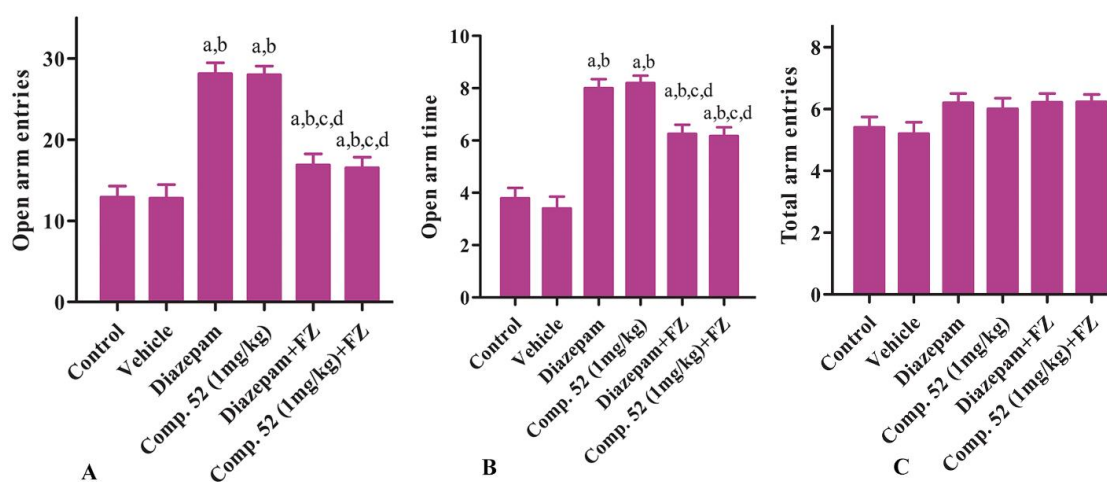 Open arm entries
30
20
10
0
a,b
a,b
a,b,c,d
a,b,c,d
Control
Vehicle
Diazepam
Comp. 52 (1mg/kg)
Diazepam+FZ
Comp. 52 (1mg/kg)+FZ
A
Open arm time
10
8
6
4
2
0
a,b
a,b
a,b,c,d
a,b,c,d
Control
Vehicle
Diazepam
Comp. 52 (1mg/kg)
Diazepam+FZ
Comp. 52 (1mg/kg)+FZ
B
Total arm entries
8
6
4
2
0
Control
Vehicle
Diazepam
Comp. 52 (1mg/kg)
Diazepam+FZ
Comp. 52 (1mg/kg)+FZ
C